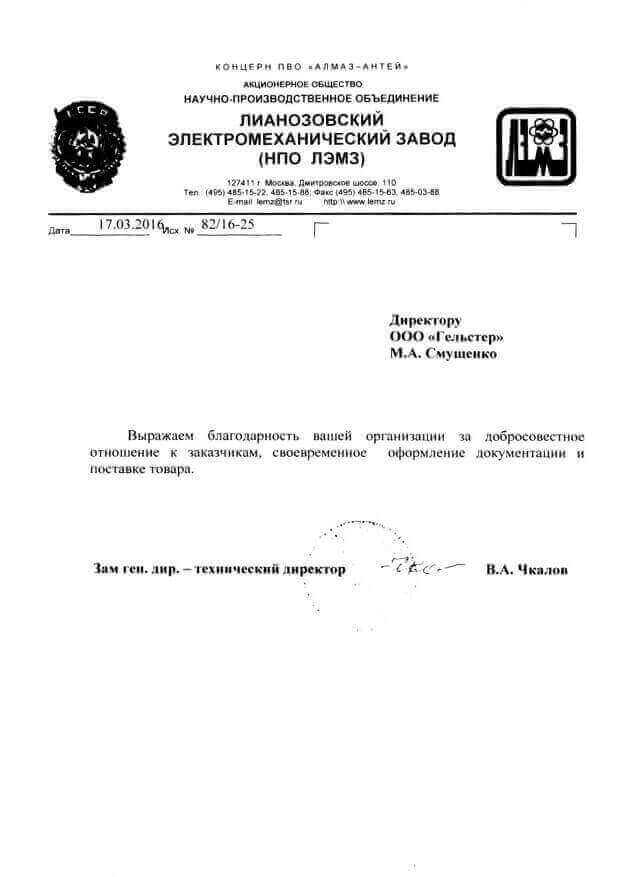 КОНЦЕРН ПВО «АЛМАЗ-АНТЕЙ»
АКЦИОНЕРНОЕ ОБЩЕСТВО
НАУЧНО-ПРОИЗВОДСТВЕННОЕ ОБЪЕДИНЕНИЕ
ЛИАНОЗОВСКИЙ
ЭЛЕКТРОМЕХАНИЧЕСКИЙ ЗАВОД
(НПО ЛЭМЗ)
127411 г. Москва, Дмитровское шоссе, 110
Тел.: (495) 485-15-22, 485-15-88; Факс (495) 485-15-63, 485-03-88
E-mail lemz@tsr.ru http:\\ www.lemz.ru
СССР
ЛЭМЗ
Дата 17.03.2016 Исх. № 82/16-25
Директору
ООО «Гельстер»
М.А. Смущенко
Выражаем благодарность вашей организации за добросовестное
отношение к заказчикам, своевременное оформление документации и
поставке товара.
Зам ген. дир. – технический директор В.А. Чкалов